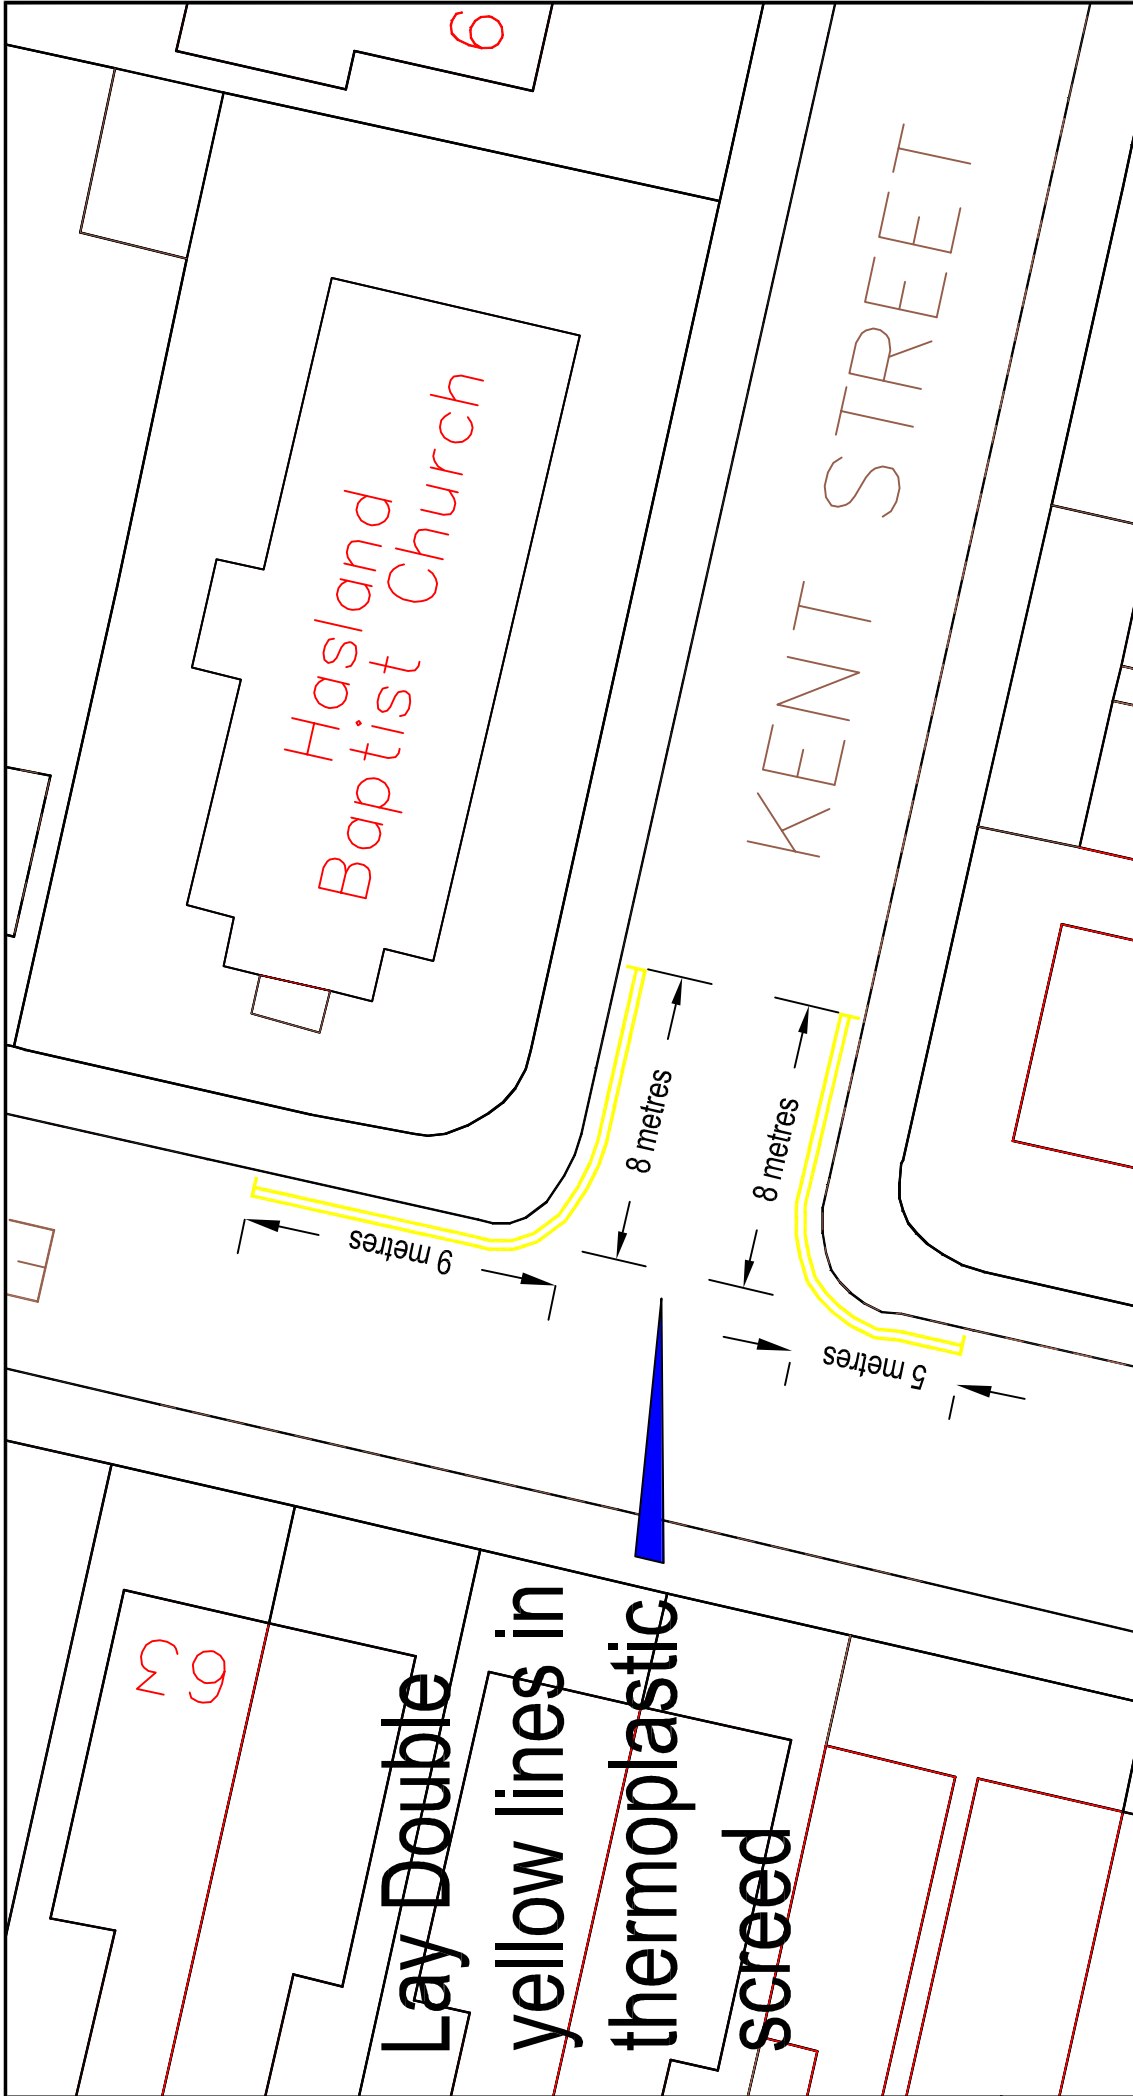 Lay Double
yellow lines in
thermoplastic
screed
Hasland
Baptist Church
KENT STREET
8 metres
8 metres
9 metres
5 metres
63
9
E